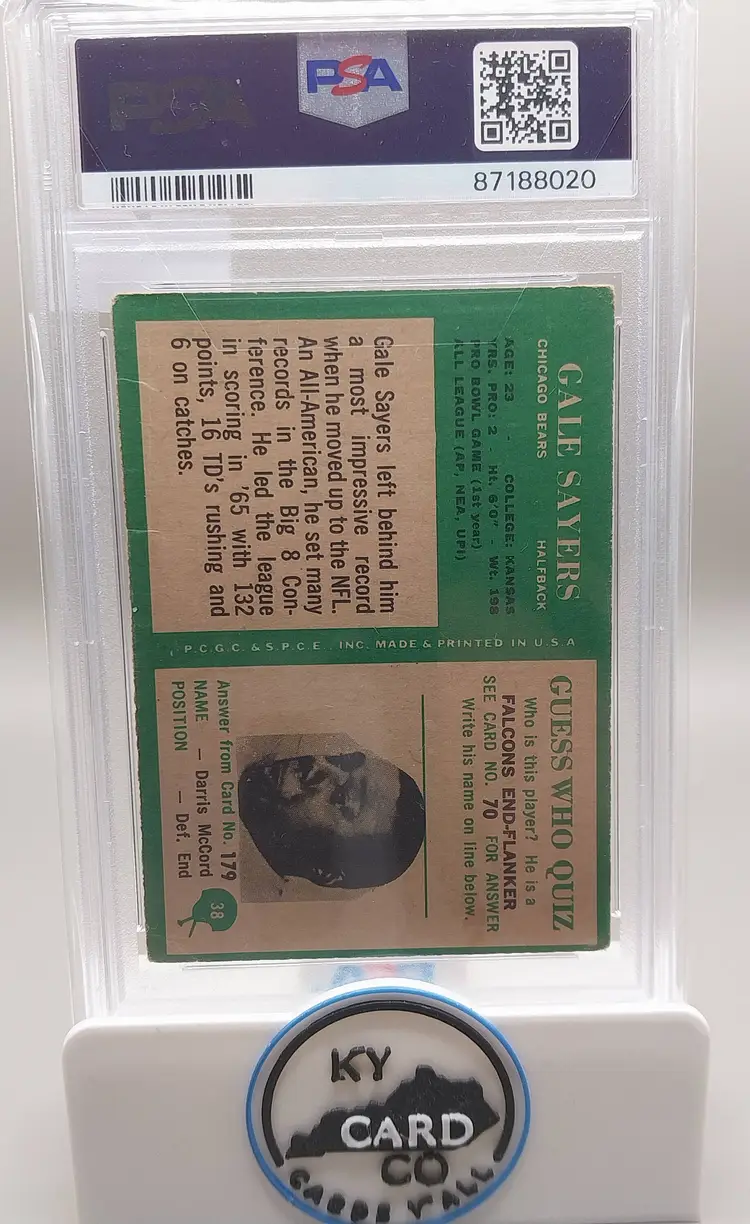 PSA
PSA
87188020
GALE SAYERS
CHICAGO BEARS HALFBACK
AGE: 23 - COLLEGE: KANSAS
YRS. PRO: 2 - Ht. 6'0" - Wt. 198
PRO BOWL GAME (1st year)
ALL LEAGUE (AP, NEA, UPI)
Gale Sayers left behind him
a most impressive record
when he moved up to the NFL.
An All-American, he set many
records in the Big 8 Con-
ference. He led the league
in scoring in '65 with 132
points, 16 TD's rushing and
6 on catches.
P.C.G.C. & S.P.C.E., INC. MADE & PRINTED IN U.S.A
GUESS WHO QUIZ
Who is this player? He is a
FALCONS END-FLANKER
SEE CARD NO. 70 FOR ANSWER
Write his name on line below.
Answer from Card No. 179
NAME — Darris McCord
POSITION — Def. End
38
KY
CARD
CO
CARDS Y'ALL